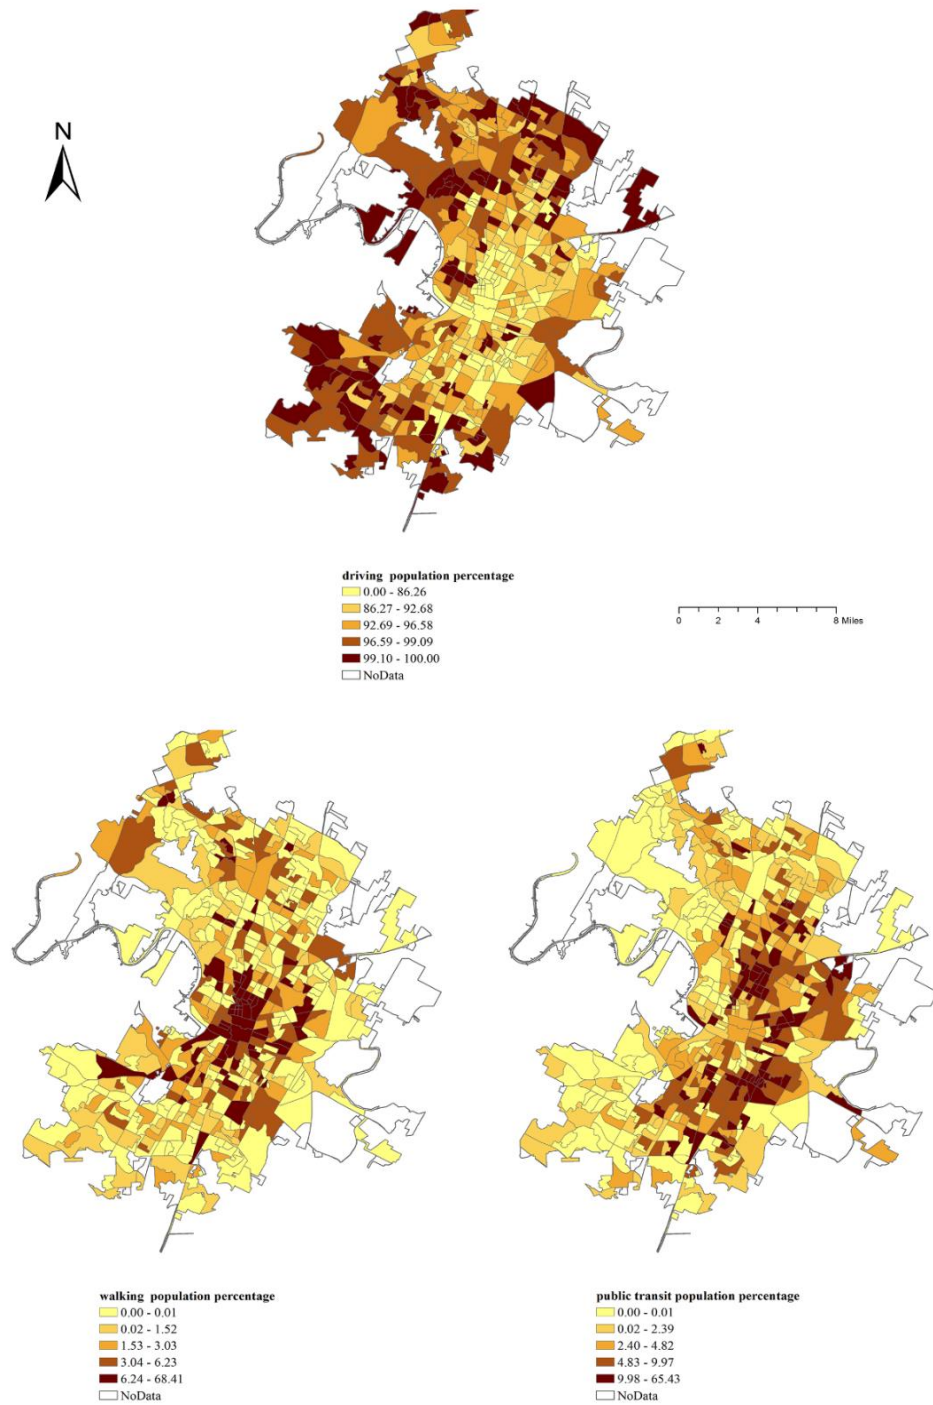 N
driving population percentage
0.00 - 86.26
86.27 - 92.68
92.69 - 96.58
96.59 - 99.09
99.10 - 100.00
NoData
0 2 4 8 Miles
walking population percentage
0.00 - 0.01
0.02 - 1.52
1.53 - 3.03
3.04 - 6.23
6.24 - 68.41
NoData
public transit population percentage
0.00 - 0.01
0.02 - 2.39
2.40 - 4.82
4.83 - 9.97
9.98 - 65.43
NoData